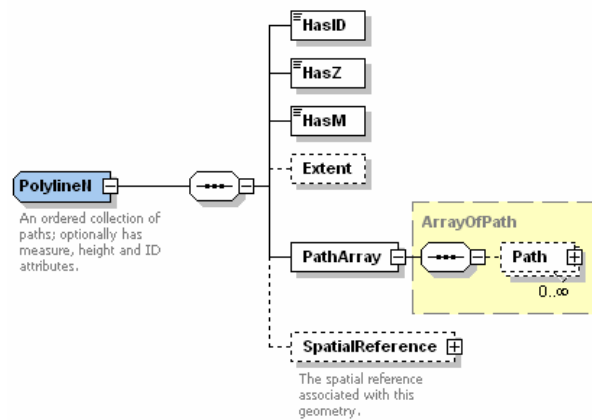 HasID
HasZ
HasM
Extent
PolylineN
An ordered collection of
paths; optionally has
measure, height and ID
attributes.
ArrayOfPath
PathArray
Path
0..∞
SpatialReference
The spatial reference
associated with this
geometry.